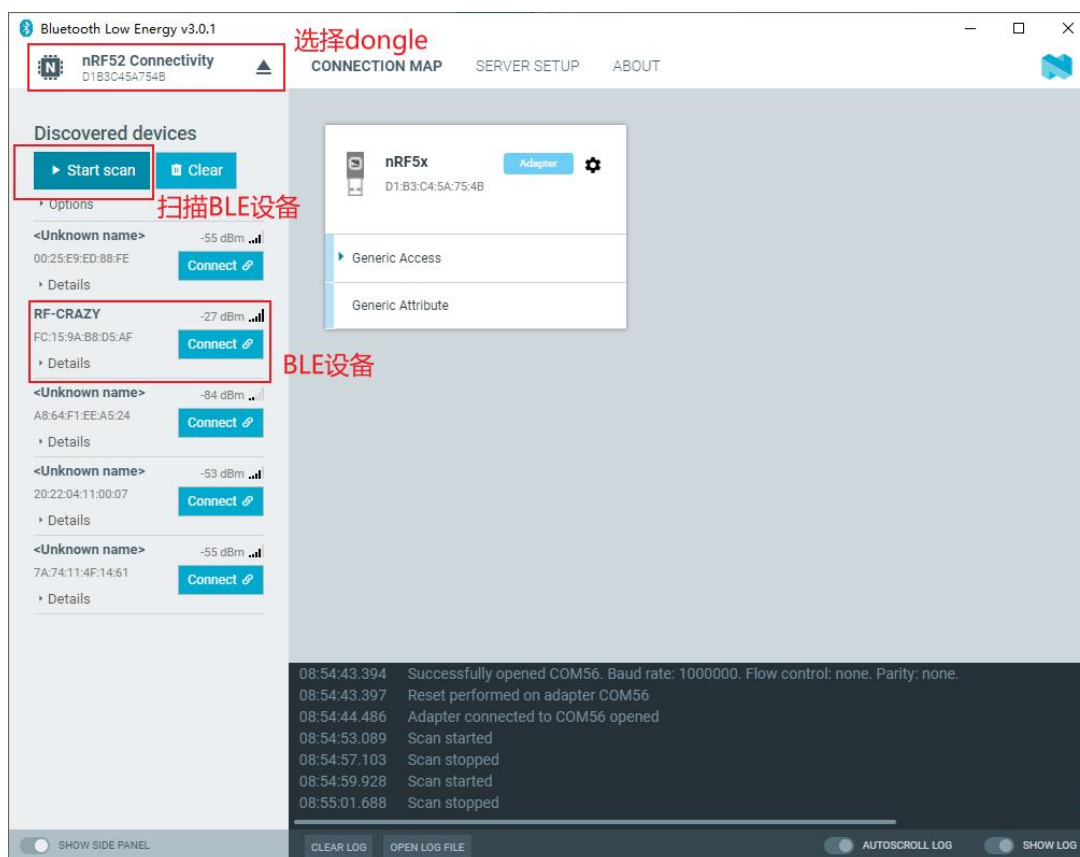 Bluetooth Low Energy v3.0.1
选择dongle
nRF52 Connectivity
D1B3C45A754B
CONNECTION MAP SERVER SETUP ABOUT
Discovered devices
Start scan Clear
Options
扫描BLE设备
<Unknown name> -55 dBm
00:25:E9:ED:88:FE
Connect
Details
RF-CRAZY -27 dBm
FC:15:9A:B8:D5:AF
Connect
Details
BLE设备
<Unknown name> -84 dBm
A8:64:F1:EE:A5:24
Connect
Details
<Unknown name> -53 dBm
20:22:04:11:00:07
Connect
Details
<Unknown name> -55 dBm
7A:74:11:4F:14:61
Connect
Details
nRF5x Adapter
D1:B3:C4:5A:75:4B
Generic Access
Generic Attribute
08:54:43.394 Successfully opened COM56. Baud rate: 1000000. Flow control: none. Parity: none.
08:54:43.397 Reset performed on adapter COM56
08:54:44.486 Adapter connected to COM56 opened
08:54:53.089 Scan started
08:54:57.103 Scan stopped
08:54:59.928 Scan started
08:55:01.688 Scan stopped
SHOW SIDE PANEL CLEAR LOG OPEN LOG FILE AUTOSCROLL LOG SHOW LOG